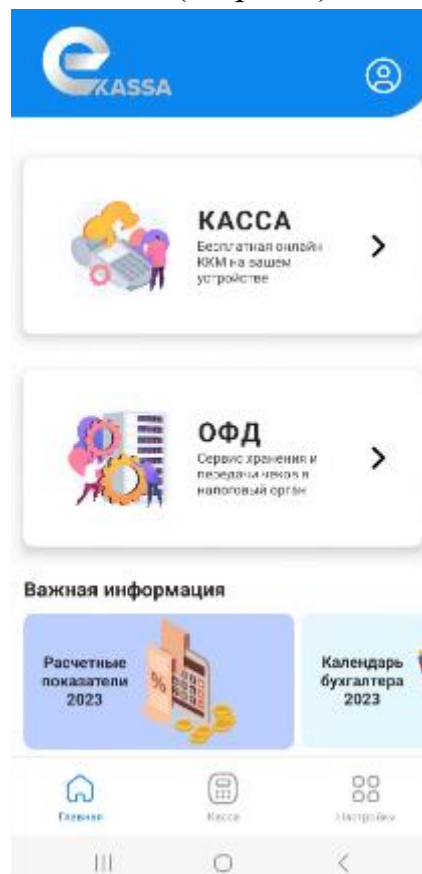 eKASSA
КАССА
Бесплатная онлайн
ККМ на вашем
устройстве
ОФД
Сервис хранения и
передачи чеков в
налоговый орган
Важная информация
Расчетные
показатели
2023
%
Календарь
бухгалтера
2023
Главная
Касса
Настройки